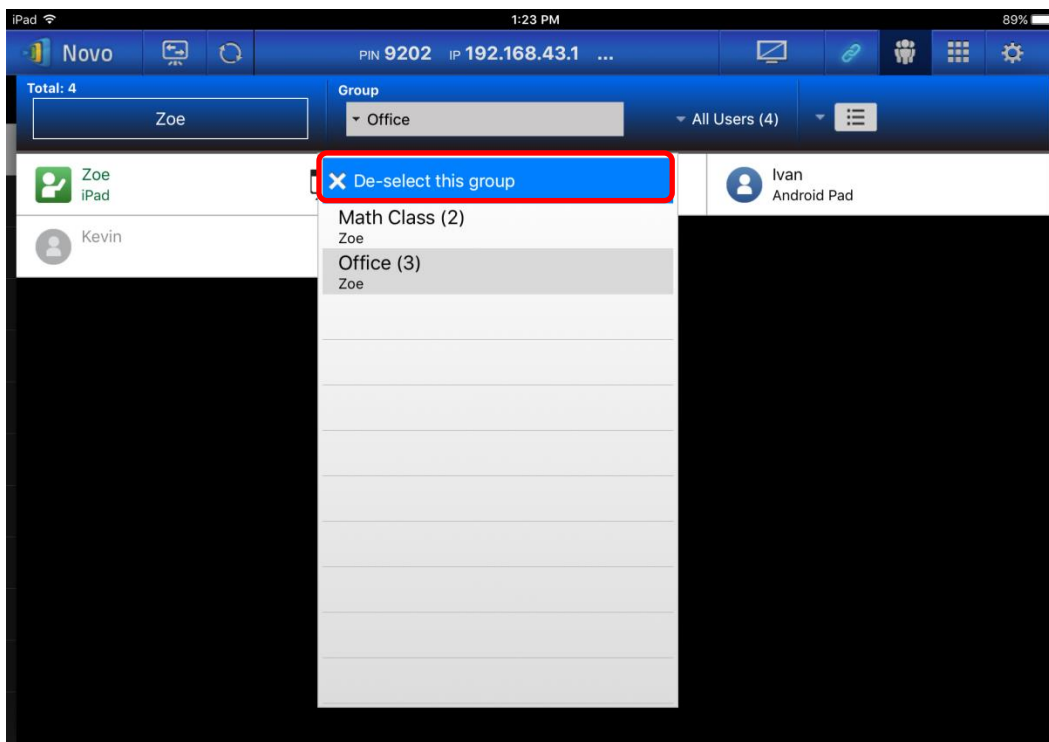 iPad 1:23 PM 89%
Novo PIN 9202 IP 192.168.43.1 ...
Total: 4 Group
Zoe Office All Users (4)
De-select this group
Zoe
iPad
Ivan
Android Pad
Kevin
Math Class (2)
Zoe
Office (3)
Zoe